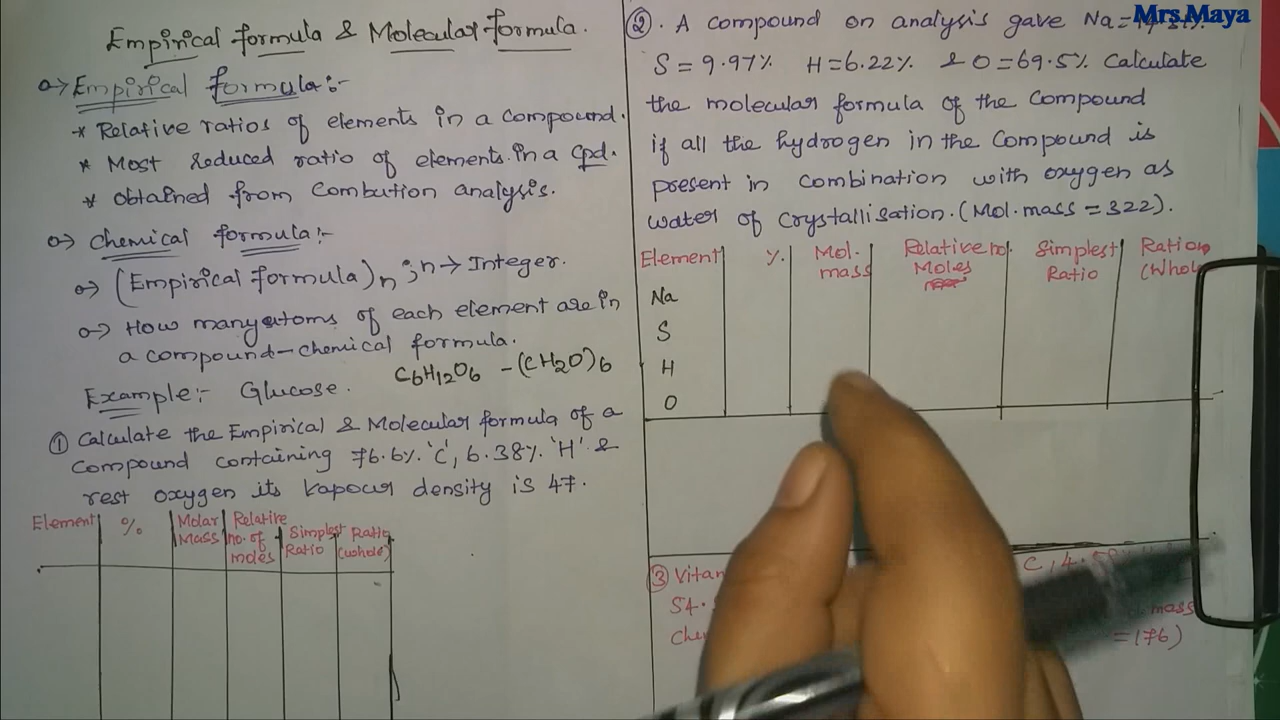 Empirical formula & Molecular formula.
Empirical formula:-
* Relative ratios of elements in a compound.
* Most reduced ratio of elements in a cpd.
* obtained from Combution analysis.
Chemical formula:-
(Empirical formula)n ; n → Integer.
How many atoms of each element are in
a compound - chemical formula.
Example:- Glucose. C6H12O6 - (CH2O)6
① Calculate the Empirical & Molecular formula of a
Compound containing 76.6% 'C', 6.38% 'H' &
rest oxygen its Vapour density is 47.
Element % Molar Mass Relative no. of moles Simplest Ratio Ratio (whole)
Mrs.Maya
②. A compound on analysis gave Na=
S = 9.97% H = 6.22% & O = 69.5% Calculate
the molecular formula of the Compound
if all the hydrogen in the Compound is
present in combination with oxygen as
water of crystallisation. (Mol. mass = 322).
Element %. Mol. mass Relative no. Moles Simplest Ratio Ratio (Whole
Na
S
H
O
③ Vitam C, 4.58
54. mass
Che = 176)